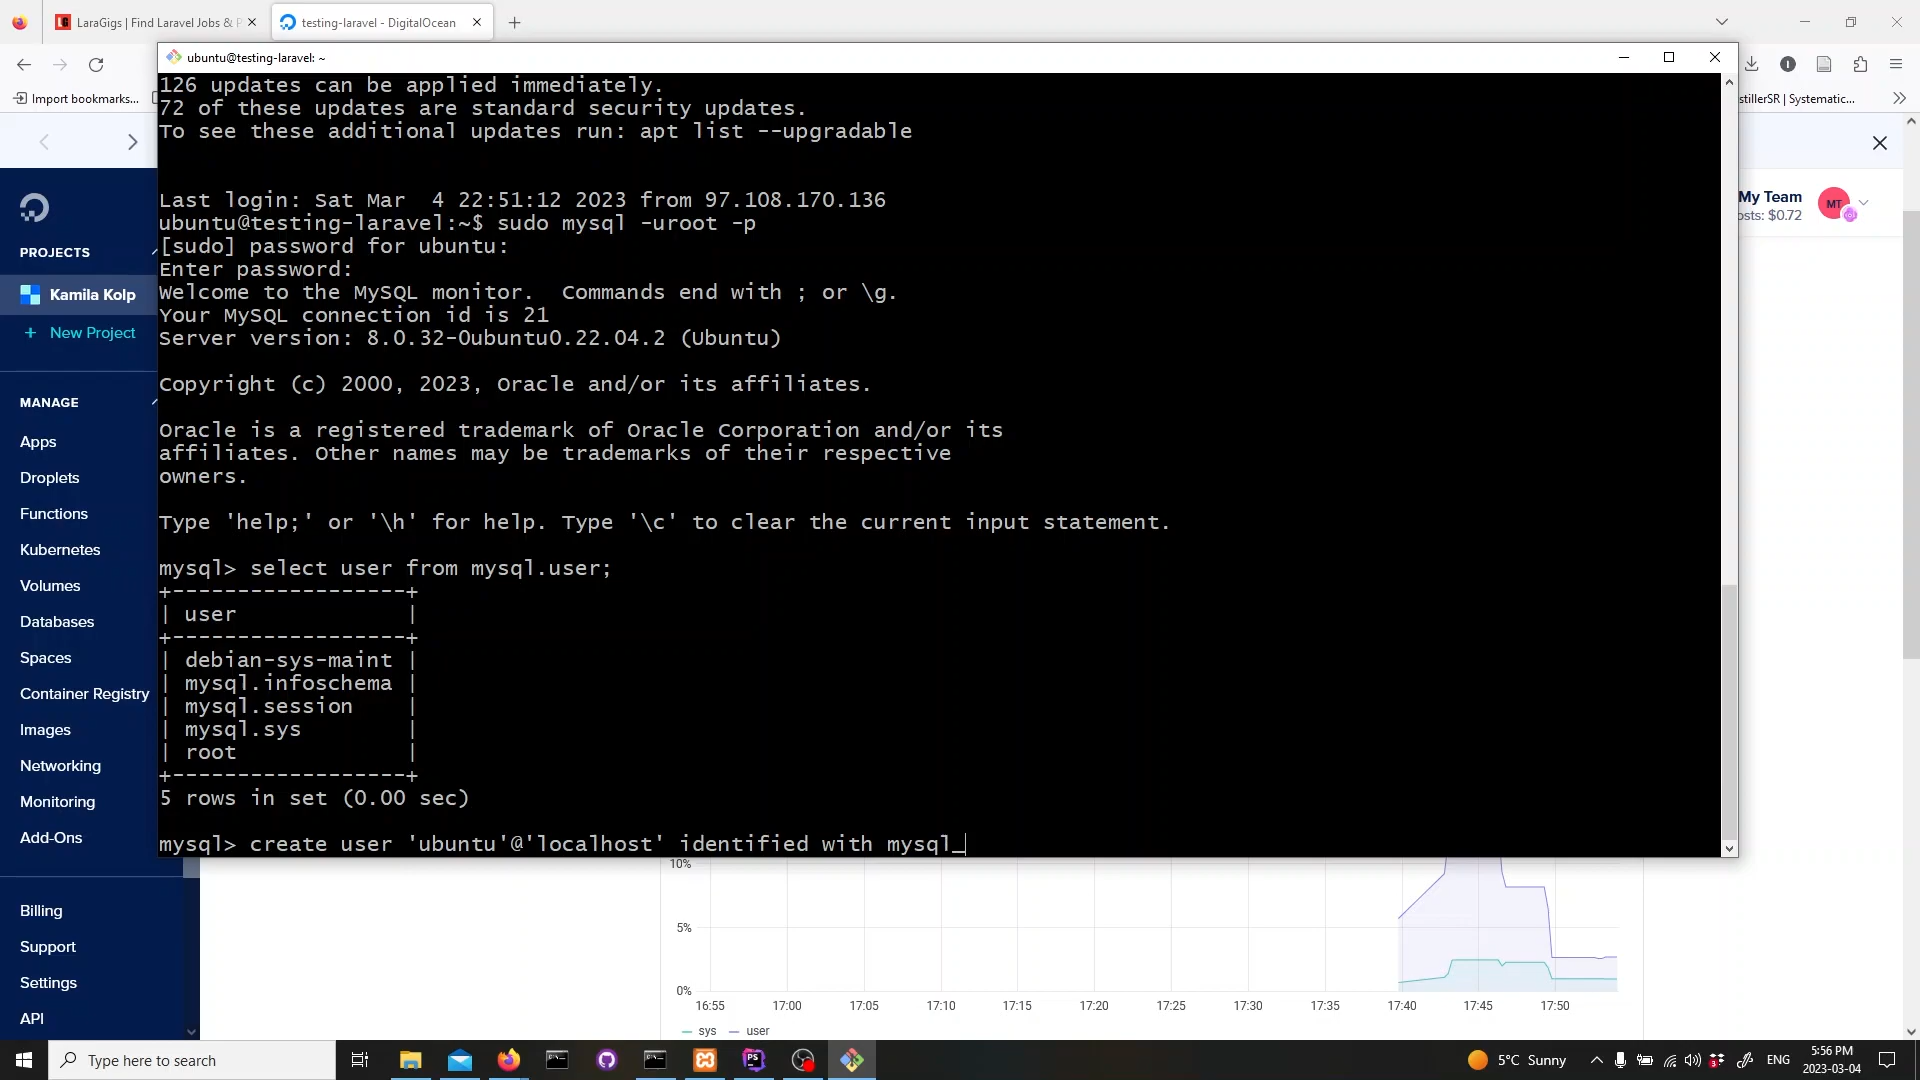 LaraGigs | Find Laravel Jobs & P
testing-laravel - DigitalOcean
Import bookmarks...
stillerSR | Systematic...
ubuntu@testing-laravel: ~
126 updates can be applied immediately.
72 of these updates are standard security updates.
To see these additional updates run: apt list --upgradable
Last login: Sat Mar  4 22:51:12 2023 from 97.108.170.136
ubuntu@testing-laravel:~$ sudo mysql -uroot -p
[sudo] password for ubuntu:
Enter password:
Welcome to the MySQL monitor.  Commands end with ; or \g.
Your MySQL connection id is 21
Server version: 8.0.32-0ubuntu0.22.04.2 (Ubuntu)
Copyright (c) 2000, 2023, Oracle and/or its affiliates.
Oracle is a registered trademark of Oracle Corporation and/or its
affiliates. Other names may be trademarks of their respective
owners.
Type 'help;' or '\h' for help. Type '\c' to clear the current input statement.
mysql> select user from mysql.user;
+------------------+
| user             |
+------------------+
| debian-sys-maint |
| mysql.infoschema |
| mysql.session    |
| mysql.sys        |
| root             |
+------------------+
5 rows in set (0.00 sec)
mysql> create user 'ubuntu'@'localhost' identified with mysql_
My Team
osts: $0.72
MT
PROJECTS
Kamila Kolp
+ New Project
MANAGE
Apps
Droplets
Functions
Kubernetes
Volumes
Databases
Spaces
Container Registry
Images
Networking
Monitoring
Add-Ons
Billing
Support
Settings
API
10%
5%
0%
16:55 17:00 17:05 17:10 17:15 17:20 17:25 17:30 17:35 17:40 17:45 17:50
sys user
Type here to search
5°C Sunny
ENG
5:56 PM
2023-03-04